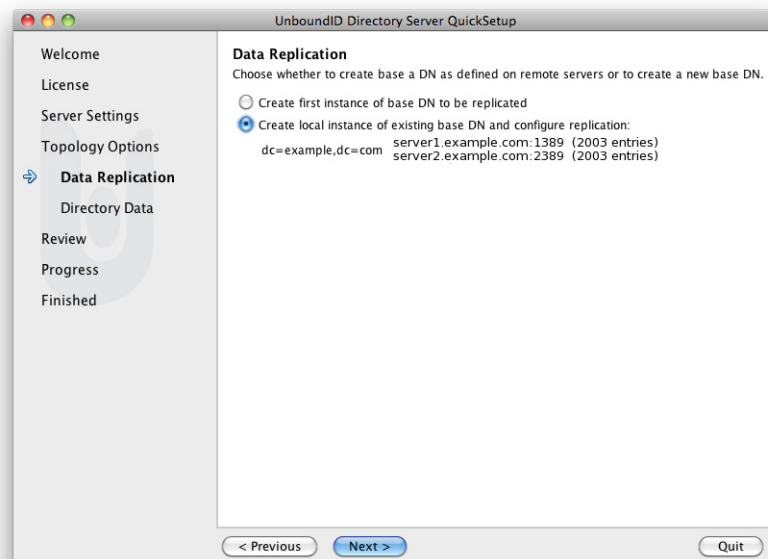 UnboundID Directory Server QuickSetup
Welcome
License
Server Settings
Topology Options
Data Replication
Directory Data
Review
Progress
Finished
Data Replication
Choose whether to create base a DN as defined on remote servers or to create a new base DN.
Create first instance of base DN to be replicated
Create local instance of existing base DN and configure replication:
dc=example,dc=com
server1.example.com:1389 (2003 entries)
server2.example.com:2389 (2003 entries)
< Previous
Next >
Quit